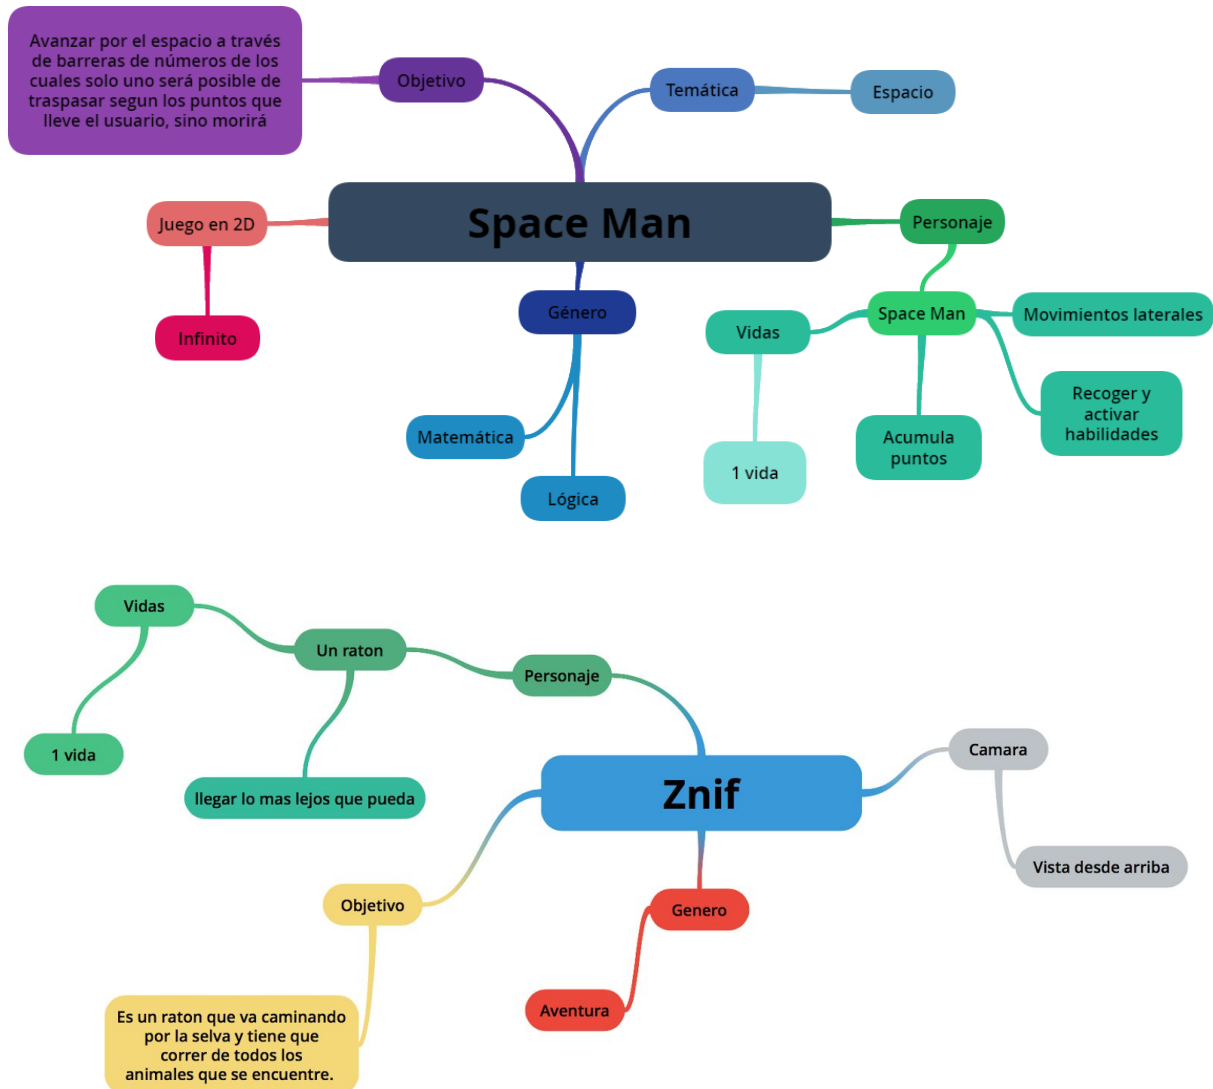 Avanzar por el espacio a través
de barreras de números de los
cuales solo uno será posible de
traspasar segun los puntos que
lleve el usuario, sino morirá
Objetivo
Temática
Espacio
Juego en 2D
Space Man
Personaje
Infinito
Género
Vidas
Space Man
Movimientos laterales
Matemática
Lógica
1 vida
Acumula
puntos
Recoger y
activar
habilidades
Vidas
Un raton
Personaje
1 vida
llegar lo mas lejos que pueda
Znif
Camara
Vista desde arriba
Objetivo
Genero
Aventura
Es un raton que va caminando
por la selva y tiene que
correr de todos los
animales que se encuentre.